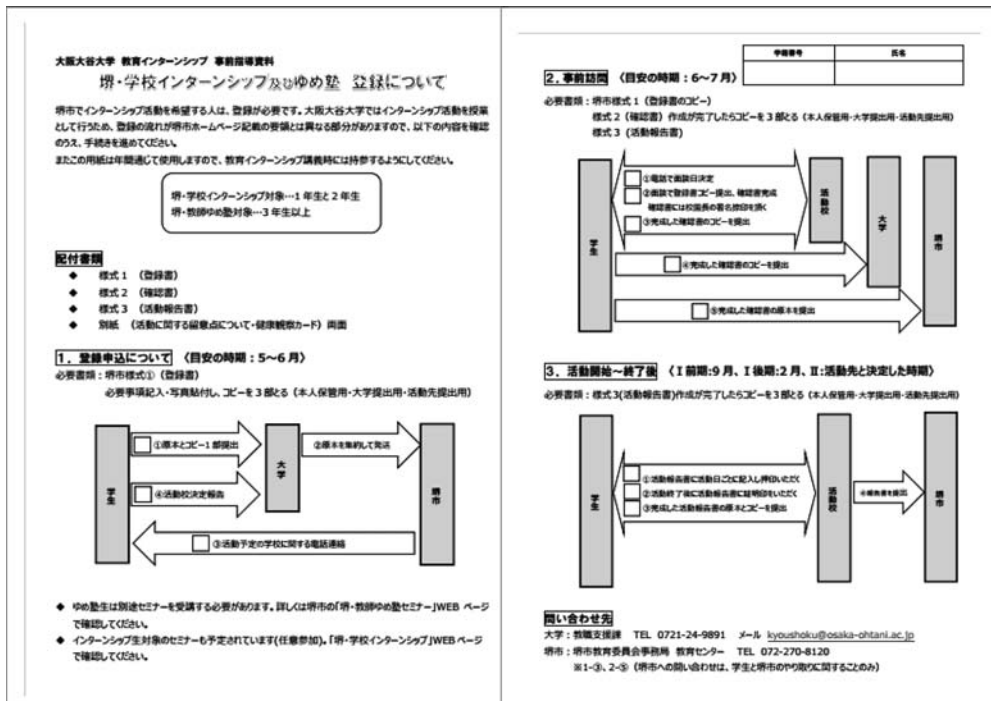 大阪大谷大学 教育インターンシップ 事前指導資料
堺・学校インターンシップ及びゆめ塾 登録について
堺市でインターンシップ活動を希望する人は、登録が必要です。大阪大谷大学ではインターンシップ活動を授業
として行うため、登録の流れが堺市ホームページ記載の要領とは異なる部分がありますので、以下の内容を確認
のうえ、手続きを進めてください。
またこの用紙は年間通じて使用しますので、教育インターンシップ講義時には持参するようにしてください。
堺・学校インターンシップ対象…1年生と2年生
堺・教師ゆめ塾対象…3年生以上
配付書類
◆ 様式1 （登録書）
◆ 様式2 （確認書）
◆ 様式3 （活動報告書）
◆ 別紙 （活動に関する留意点について・健康観察カード）両面
1．登録申込について 〈目安の時期：5～6月〉
必要書類：堺市様式①（登録書）
必要事項記入・写真貼付し、コピーを3部とる（本人保管用・大学提出用・活動先提出用）
学生
①原本とコピー1部提出
大学
②原本を集約して発送
堺市
④活動校決定報告
③活動予定の学校に関する電話連絡
◆ ゆめ塾生は別途セミナーを受講する必要があります。詳しくは堺市の「堺・教師ゆめ塾セミナー」WEBページ
で確認してください。
◆ インターンシップ生対象のセミナーも予定されています(任意参加)。「堺・学校インターンシップ」WEBページ
で確認してください。
学籍番号 氏名
2．事前訪問 〈目安の時期：6～7月〉
必要書類：堺市様式1（登録書のコピー）
様式2（確認書）作成が完了したらコピーを3部とる（本人保管用・大学提出用・活動先提出用）
様式3（活動報告書）
学生
①電話で面談日決定
②面談で登録書コピー提出、確認書完成
確認書には校園長の署名捺印を頂く
③完成した確認書のコピーを提出
活動校
大学
堺市
④完成した確認書のコピーを提出
⑤完成した確認書の原本を提出
3．活動開始～終了後 〈Ⅰ前期:9月、Ⅰ後期:2月、Ⅱ:活動先と決定した時期〉
必要書類：様式3(活動報告書)作成が完了したらコピーを3部とる（本人保管用・大学提出用・活動先提出用）
学生
①活動報告書に活動日ごとに記入し押印いただく
②活動終了後に活動報告書に証明印をいただく
③完成した活動報告書の原本とコピーを提出
活動校
④報告書を提出
堺市
問い合わせ先
大学：教職支援課 TEL 0721-24-9891 メール kyoushoku@osaka-ohtani.ac.jp
堺市：堺市教育委員会事務局 教育センター TEL 072-270-8120
※1-③、2-⑤（堺市への問い合わせは、学生と堺市のやり取りに関することのみ）